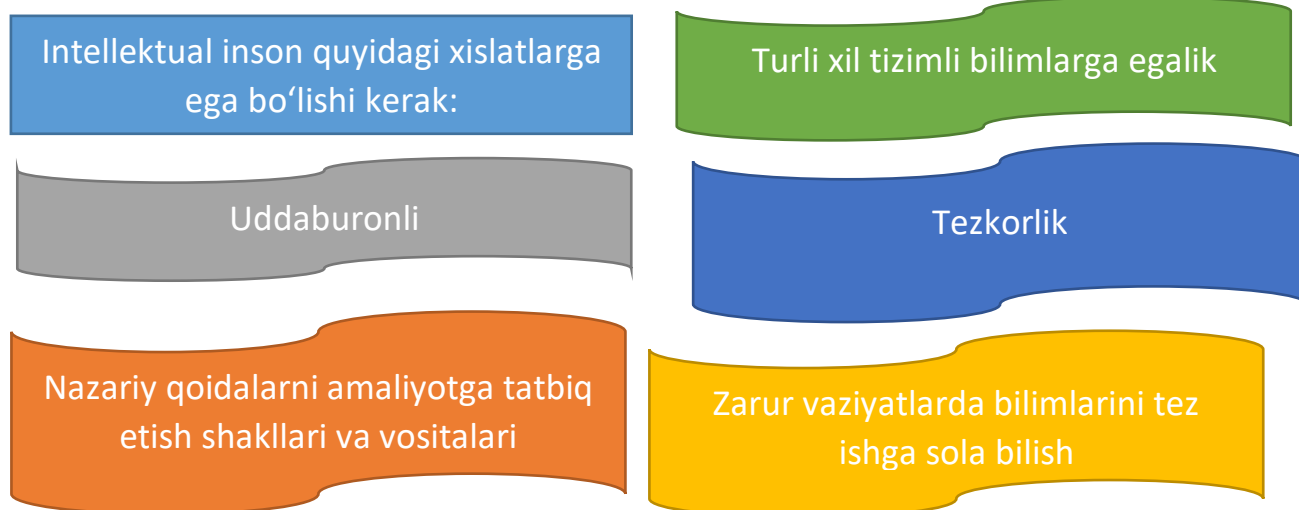 Intellektual inson quyidagi xislatlarga
ega bo‘lishi kerak:
Turli xil tizimli bilimlarga egalik
Uddaburonli
Tezkorlik
Nazariy qoidalarni amaliyotga tatbiq
etish shakllari va vositalari
Zarur vaziyatlarda bilimlarini tez
ishga sola bilish